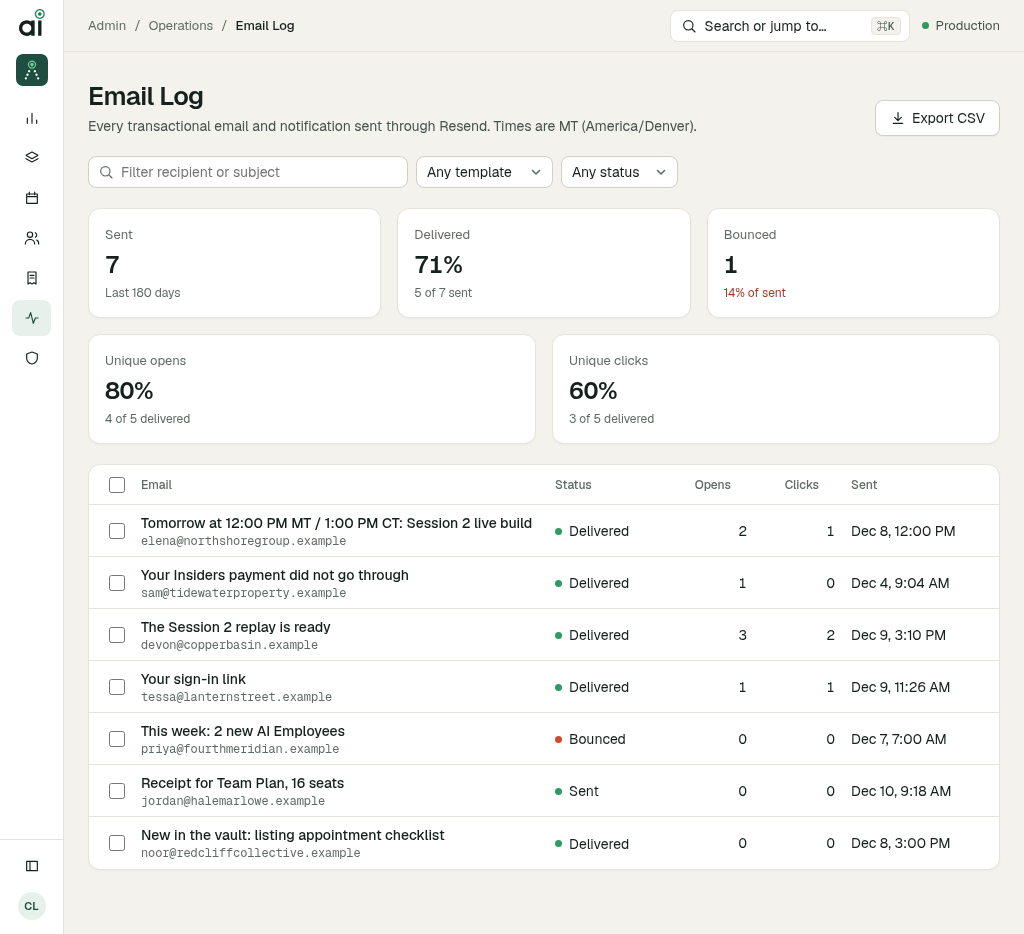 ai
Admin / Operations / Email Log
Search or jump to…
⌘K
Production
Email Log
Every transactional email and notification sent through Resend. Times are MT (America/Denver).
Export CSV
Filter recipient or subject
Any template
Any status
Sent
7
Last 180 days
Delivered
71%
5 of 7 sent
Bounced
1
14% of sent
Unique opens
80%
4 of 5 delivered
Unique clicks
60%
3 of 5 delivered
Email Status Opens Clicks Sent
Tomorrow at 12:00 PM MT / 1:00 PM CT: Session 2 live build
elena@northshoregroup.example
Delivered 2 1 Dec 8, 12:00 PM
Your Insiders payment did not go through
sam@tidewaterproperty.example
Delivered 1 0 Dec 4, 9:04 AM
The Session 2 replay is ready
devon@copperbasin.example
Delivered 3 2 Dec 9, 3:10 PM
Your sign-in link
tessa@lanternstreet.example
Delivered 1 1 Dec 9, 11:26 AM
This week: 2 new AI Employees
priya@fourthmeridian.example
Bounced 0 0 Dec 7, 7:00 AM
Receipt for Team Plan, 16 seats
jordan@halemarlowe.example
Sent 0 0 Dec 10, 9:18 AM
New in the vault: listing appointment checklist
noor@redcliffcollective.example
Delivered 0 0 Dec 8, 3:00 PM
CL